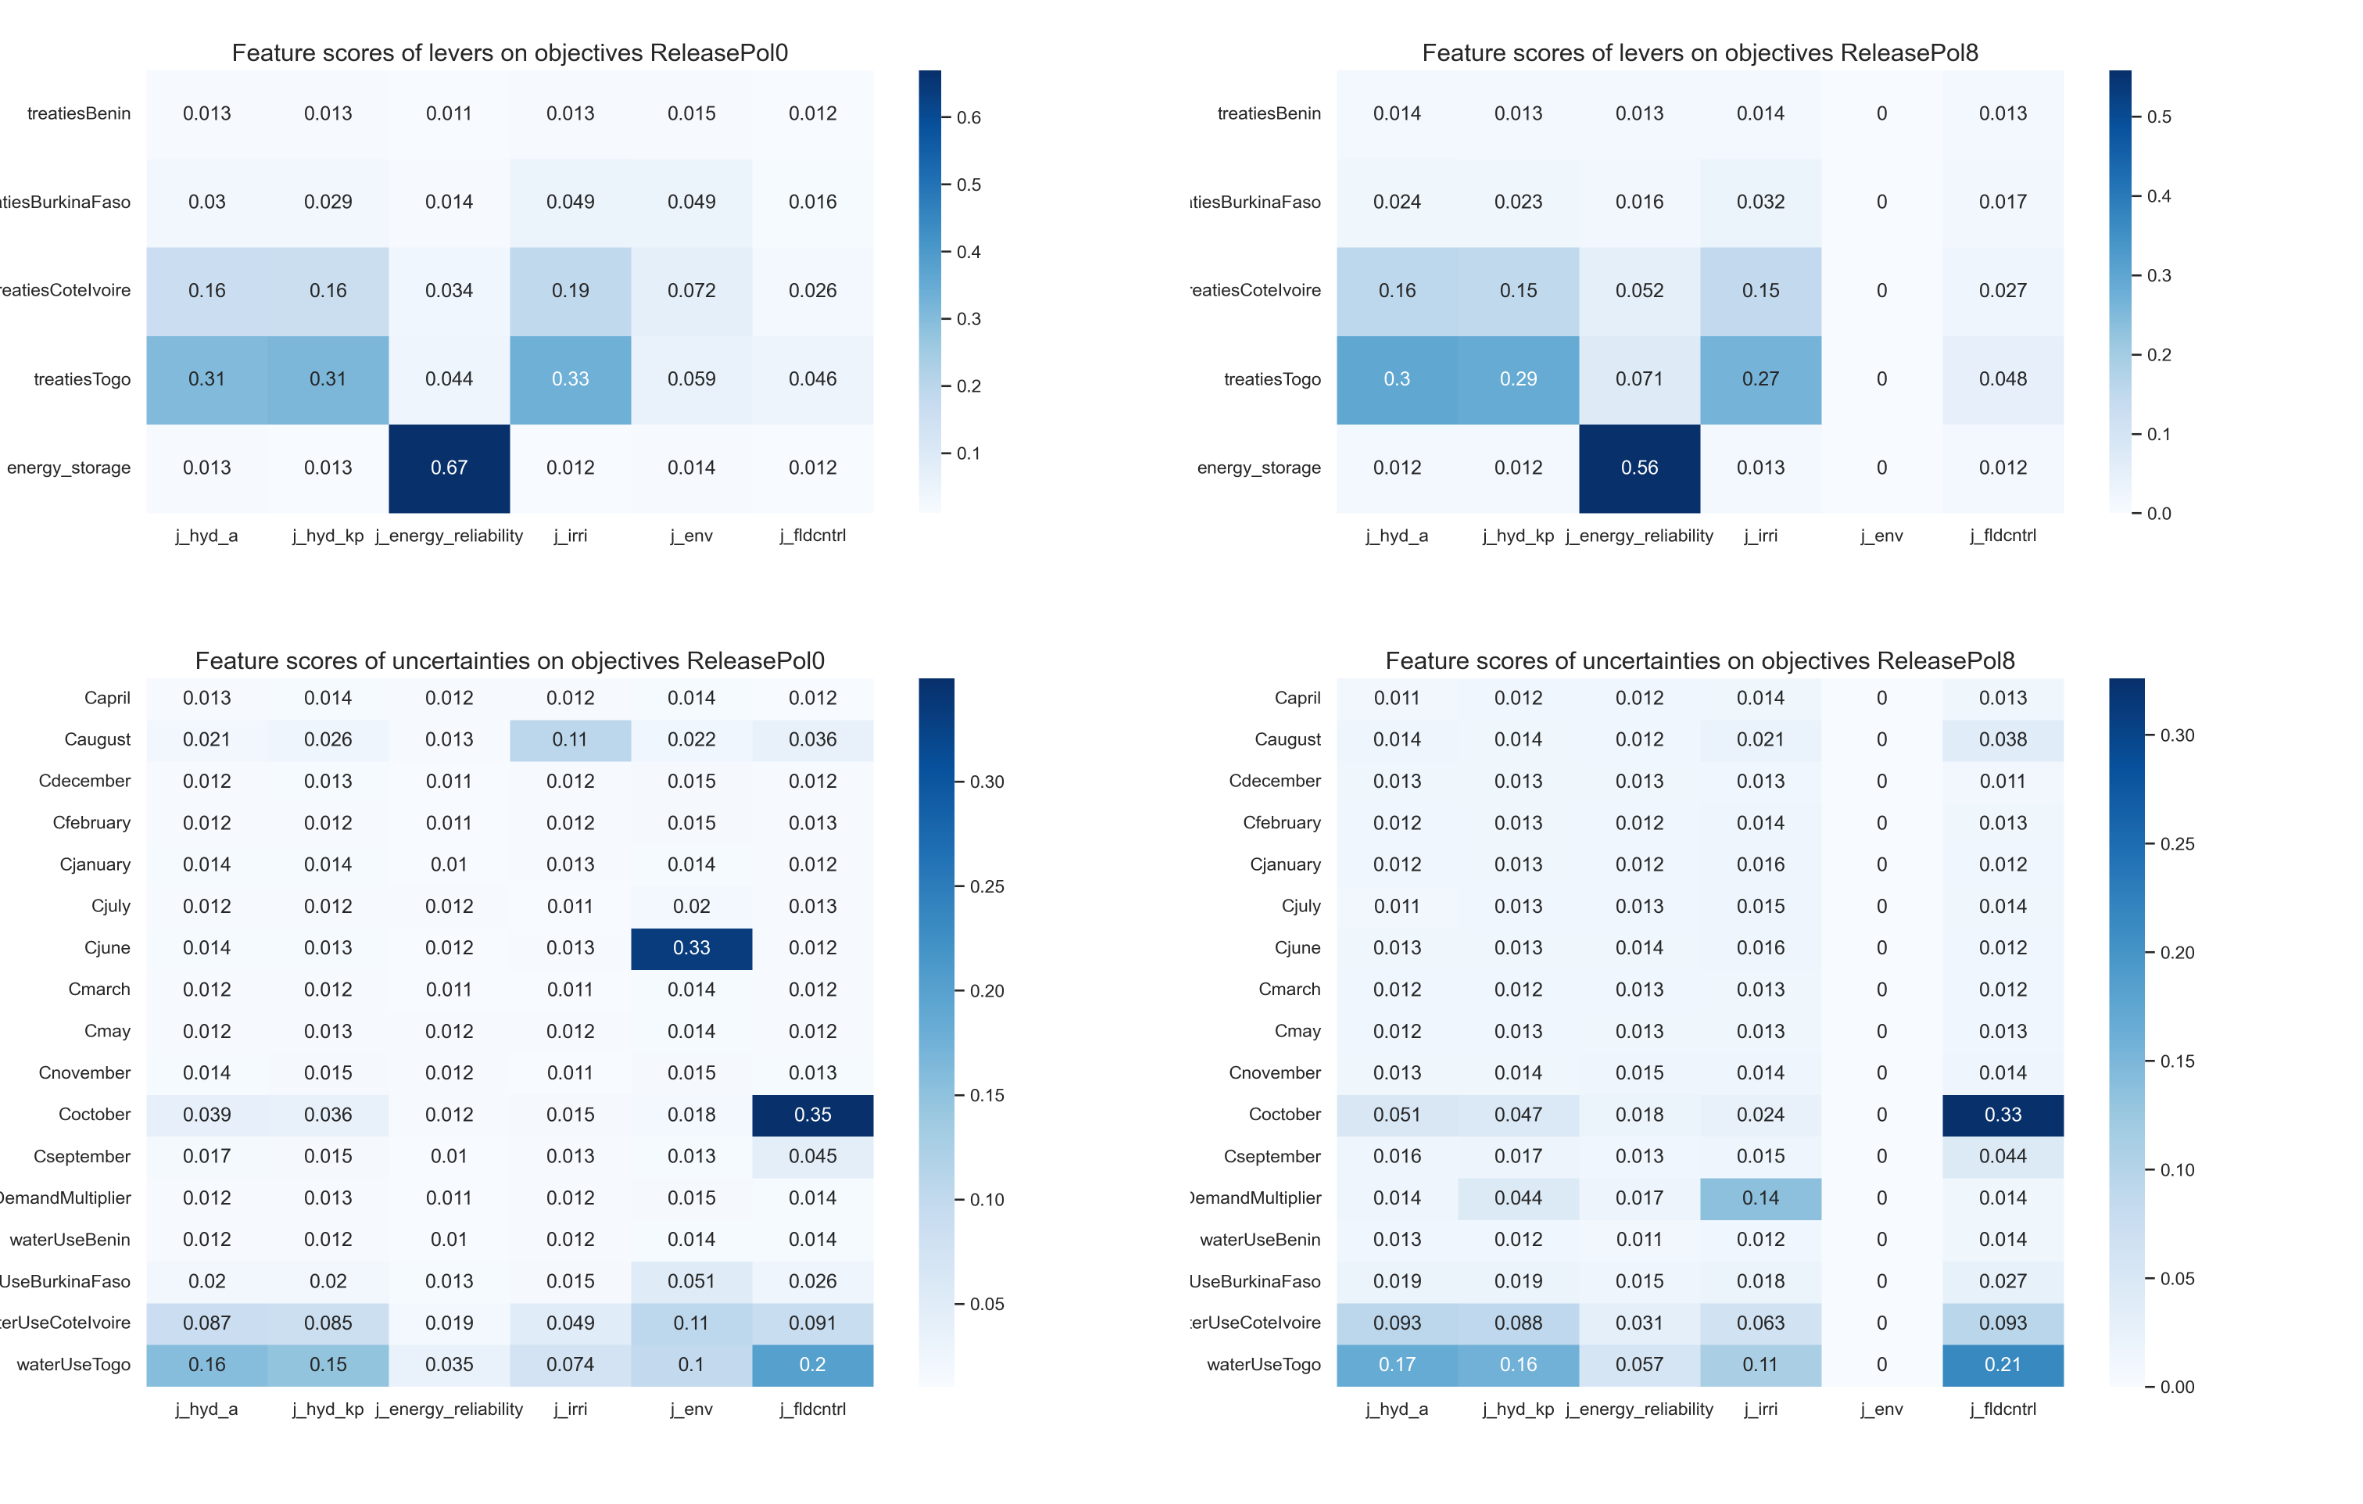 Feature scores of levers on objectives ReleasePol0
treatiesBenin 0.013 0.013 0.011 0.013 0.015 0.012
atiesBurkinaFaso 0.03 0.029 0.014 0.049 0.049 0.016
reatiesCoteIvoire 0.16 0.16 0.034 0.19 0.072 0.026
treatiesTogo 0.31 0.31 0.044 0.33 0.059 0.046
energy_storage 0.013 0.013 0.67 0.012 0.014 0.012
j_hyd_a j_hyd_kp j_energy_reliability j_irri j_env j_fldcntrl
0.6
0.5
0.4
0.3
0.2
0.1
Feature scores of levers on objectives ReleasePol8
treatiesBenin 0.014 0.013 0.013 0.014 0 0.013
atiesBurkinaFaso 0.024 0.023 0.016 0.032 0 0.017
reatiesCoteIvoire 0.16 0.15 0.052 0.15 0 0.027
treatiesTogo 0.3 0.29 0.071 0.27 0 0.048
energy_storage 0.012 0.012 0.56 0.013 0 0.012
j_hyd_a j_hyd_kp j_energy_reliability j_irri j_env j_fldcntrl
0.5
0.4
0.3
0.2
0.1
0.0
Feature scores of uncertainties on objectives ReleasePol0
Capril 0.013 0.014 0.012 0.012 0.014 0.012
Caugust 0.021 0.026 0.013 0.11 0.022 0.036
Cdecember 0.012 0.013 0.011 0.012 0.015 0.012
Cfebruary 0.012 0.012 0.011 0.012 0.015 0.013
Cjanuary 0.014 0.014 0.01 0.013 0.014 0.012
Cjuly 0.012 0.012 0.012 0.011 0.02 0.013
Cjune 0.014 0.013 0.012 0.013 0.33 0.012
Cmarch 0.012 0.012 0.011 0.011 0.014 0.012
Cmay 0.012 0.013 0.012 0.012 0.014 0.012
Cnovember 0.014 0.015 0.012 0.011 0.015 0.013
Coctober 0.039 0.036 0.012 0.015 0.018 0.35
Cseptember 0.017 0.015 0.01 0.013 0.013 0.045
DemandMultiplier 0.012 0.013 0.011 0.012 0.015 0.014
waterUseBenin 0.012 0.012 0.01 0.012 0.014 0.014
UseBurkinaFaso 0.02 0.02 0.013 0.015 0.051 0.026
terUseCoteIvoire 0.087 0.085 0.019 0.049 0.11 0.091
waterUseTogo 0.16 0.15 0.035 0.074 0.1 0.2
j_hyd_a j_hyd_kp j_energy_reliability j_irri j_env j_fldcntrl
0.30
0.25
0.20
0.15
0.10
0.05
Feature scores of uncertainties on objectives ReleasePol8
Capril 0.011 0.012 0.012 0.014 0 0.013
Caugust 0.014 0.014 0.012 0.021 0 0.038
Cdecember 0.013 0.013 0.013 0.013 0 0.011
Cfebruary 0.012 0.013 0.012 0.014 0 0.013
Cjanuary 0.012 0.013 0.012 0.016 0 0.012
Cjuly 0.011 0.013 0.013 0.015 0 0.014
Cjune 0.013 0.013 0.014 0.016 0 0.012
Cmarch 0.012 0.012 0.013 0.013 0 0.012
Cmay 0.012 0.013 0.013 0.013 0 0.013
Cnovember 0.013 0.014 0.015 0.014 0 0.014
Coctober 0.051 0.047 0.018 0.024 0 0.33
Cseptember 0.016 0.017 0.013 0.015 0 0.044
DemandMultiplier 0.014 0.044 0.017 0.14 0 0.014
waterUseBenin 0.013 0.012 0.011 0.012 0 0.014
UseBurkinaFaso 0.019 0.019 0.015 0.018 0 0.027
terUseCoteIvoire 0.093 0.088 0.031 0.063 0 0.093
waterUseTogo 0.17 0.16 0.057 0.11 0 0.21
j_hyd_a j_hyd_kp j_energy_reliability j_irri j_env j_fldcntrl
0.30
0.25
0.20
0.15
0.10
0.05
0.00